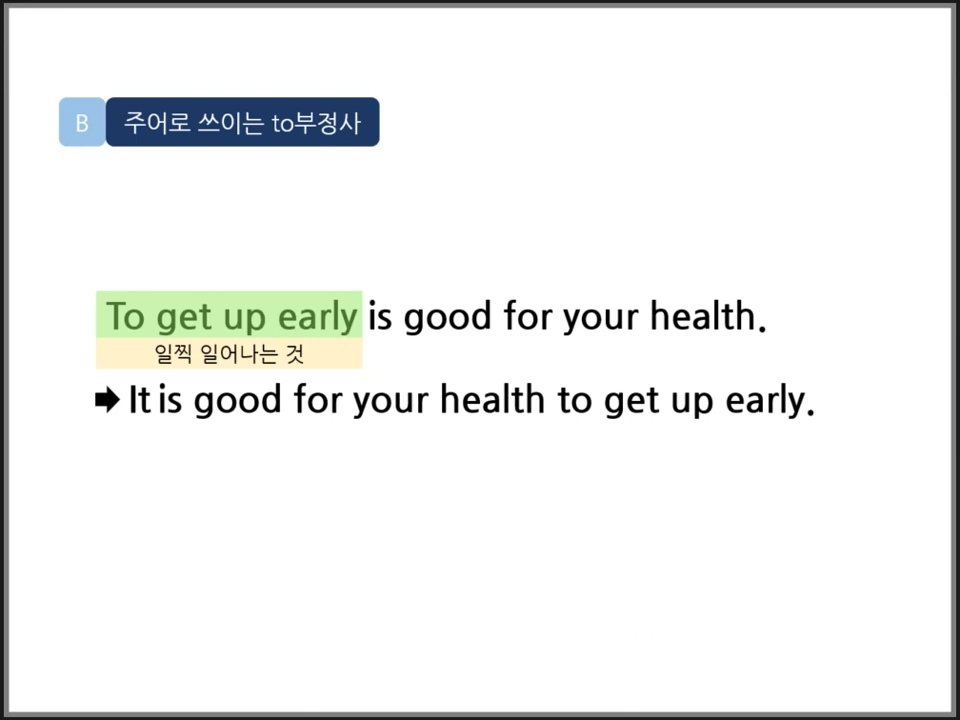 B 주어로 쓰이는 to부정사
To get up early is good for your health.
일찍 일어나는 것
➡ It is good for your health to get up early.